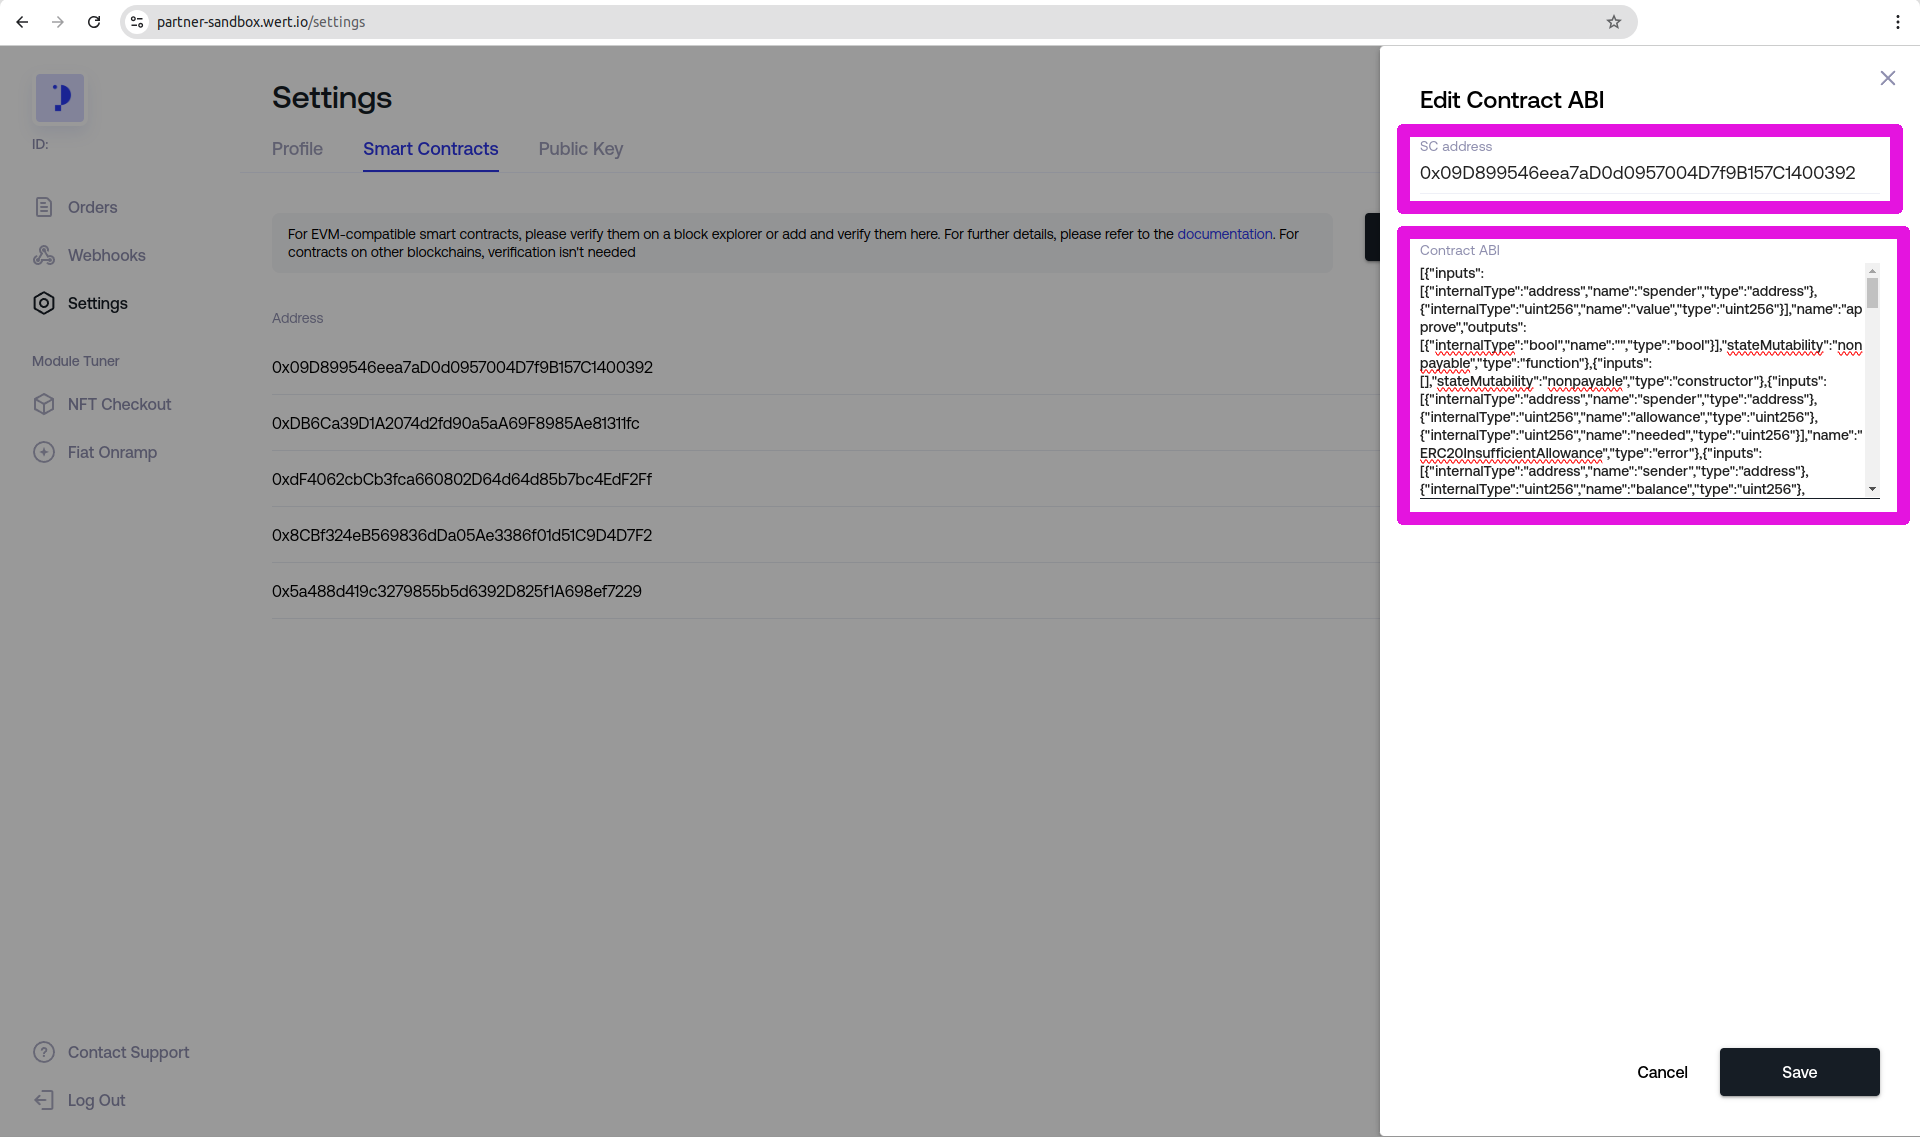 partner-sandbox.wert.io/settings
ID:
Orders
Webhooks
Settings
Module Tuner
NFT Checkout
Fiat Onramp
Contact Support
Log Out
Settings
Profile
Smart Contracts
Public Key
For EVM-compatible smart contracts, please verify them on a block explorer or add and verify them here. For further details, please refer to the documentation. For
contracts on other blockchains, verification isn't needed
Address
0x09D899546eea7aD0d0957004D7f9B157C1400392
0xDB6Ca39D1A2074d2fd90a5aA69F8985Ae81311fc
0xdF4062cbCb3fca660802D64d64d85b7bc4EdF2Ff
0x8CBf324eB569836dDa05Ae3386f01d51C9D4D7F2
0x5a488d419c3279855b5d6392D825f1A698ef7229
Edit Contract ABI
SC address
0x09D899546eea7aD0d0957004D7f9B157C1400392
Contract ABI
[{"inputs":
[{"internalType":"address","name":"spender","type":"address"},
{"internalType":"uint256","name":"value","type":"uint256"}],"name":"ap
prove","outputs":
[{"internalType":"bool","name":"","type":"bool"}],"stateMutability":"non
payable","type":"function"},{"inputs":
[],"stateMutability":"nonpayable","type":"constructor"},{"inputs":
[{"internalType":"address","name":"spender","type":"address"},
{"internalType":"uint256","name":"allowance","type":"uint256"},
{"internalType":"uint256","name":"needed","type":"uint256"}],"name":"
ERC20InsufficientAllowance","type":"error"},{"inputs":
[{"internalType":"address","name":"sender","type":"address"},
{"internalType":"uint256","name":"balance","type":"uint256"},
Cancel
Save